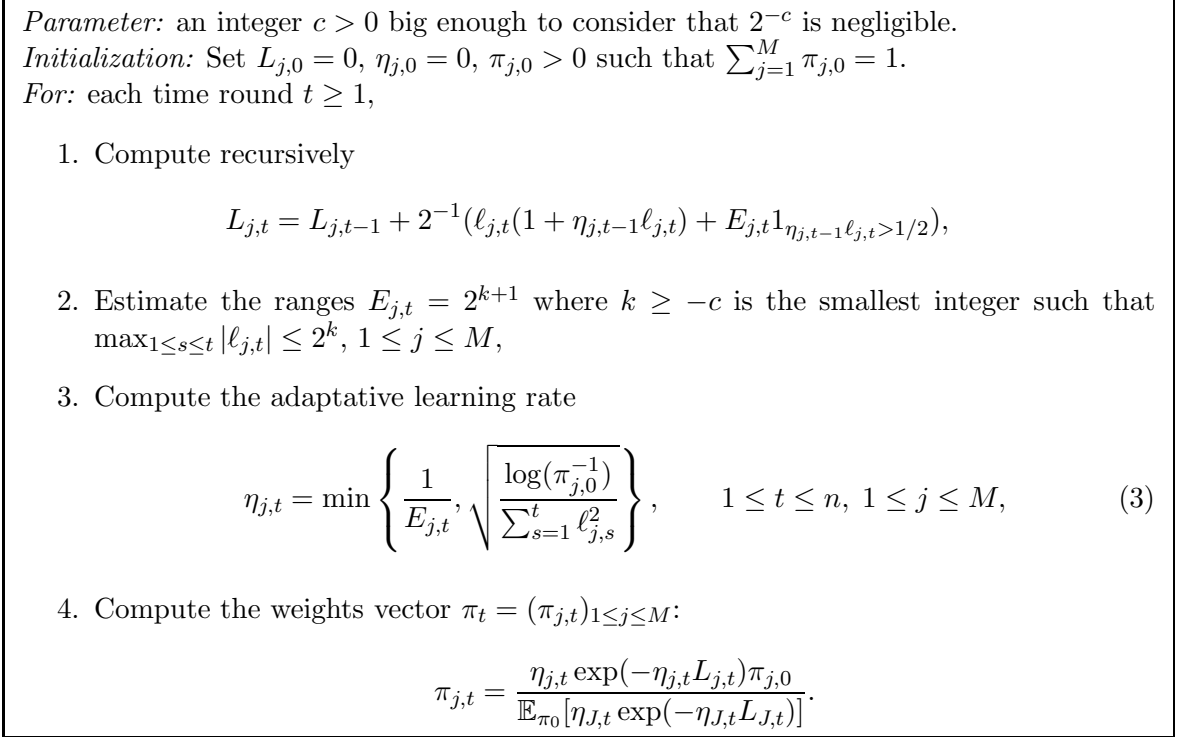 Parameter: an integer c > 0 big enough to consider that 2^{−c} is negligible.
Initialization: Set L_{j,0} = 0, η_{j,0} = 0, π_{j,0} > 0 such that ∑_{j=1}^{M} π_{j,0} = 1.
For: each time round t ≥ 1,
1. Compute recursively
L_{j,t} = L_{j,t−1} + 2^{−1}(ℓ_{j,t}(1 + η_{j,t−1}ℓ_{j,t}) + E_{j,t}1_{η_{j,t−1}ℓ_{j,t}>1/2}),
2. Estimate the ranges E_{j,t} = 2^{k+1} where k ≥ −c is the smallest integer such that
max_{1≤s≤t} |ℓ_{j,t}| ≤ 2^k, 1 ≤ j ≤ M,
3. Compute the adaptative learning rate
η_{j,t} = min { \frac{1}{E_{j,t}}, \sqrt{\frac{log(π_{j,0}^{−1})}{∑_{s=1}^{t} ℓ_{j,s}^2}} }, 1 ≤ t ≤ n, 1 ≤ j ≤ M, (3)
4. Compute the weights vector π_t = (π_{j,t})_{1≤j≤M}:
π_{j,t} = \frac{η_{j,t} exp(−η_{j,t}L_{j,t})π_{j,0}}{𝔼_{π_0}[η_{J,t} exp(−η_{J,t}L_{J,t})]}.